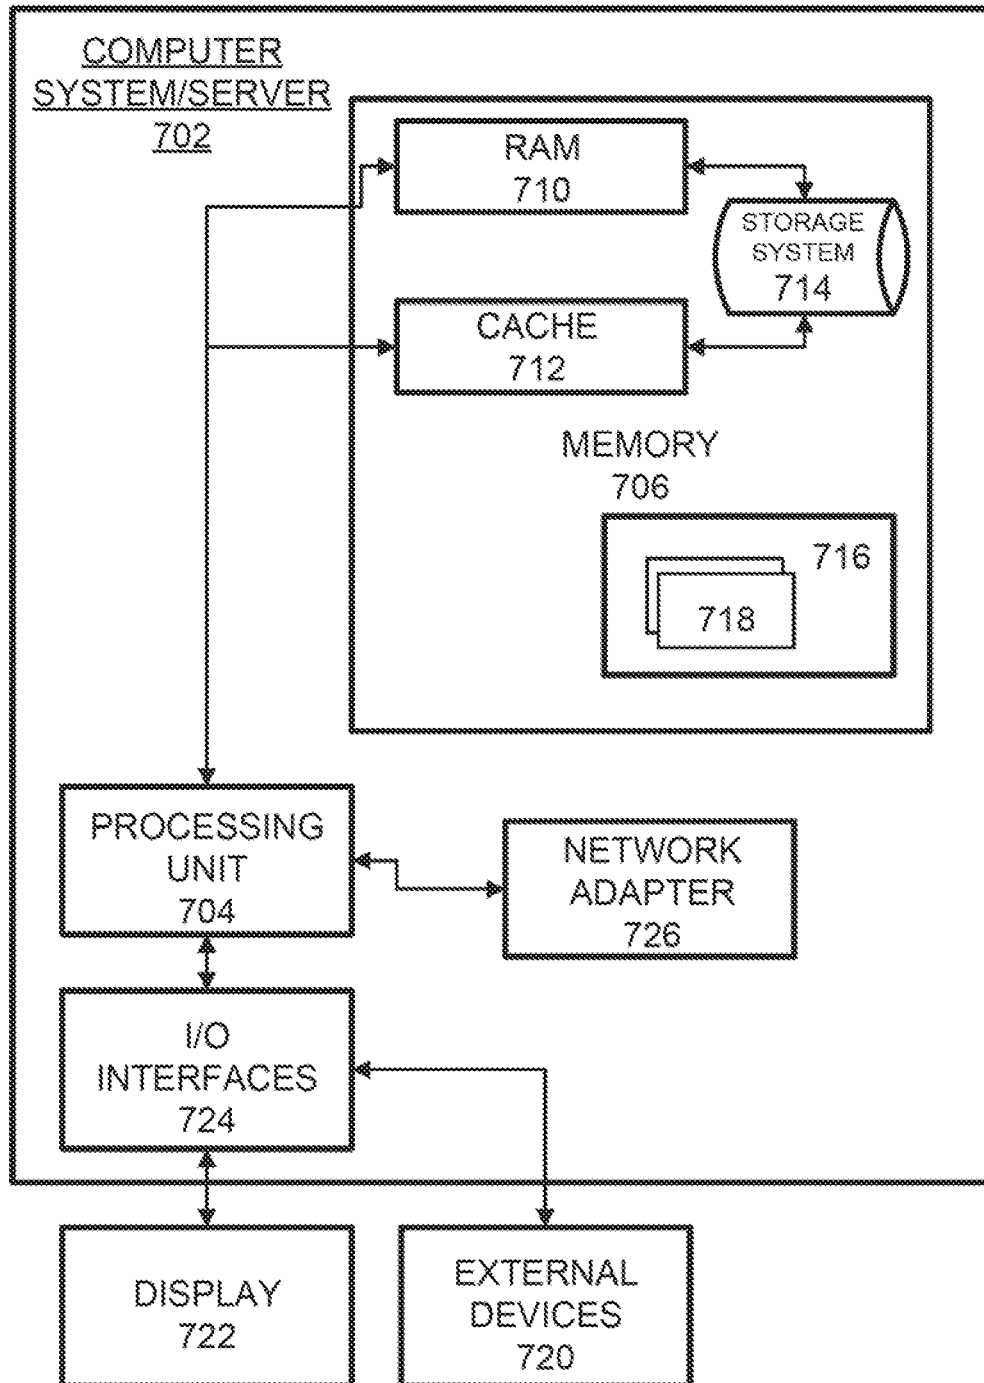 COMPUTER
SYSTEM/SERVER
702
RAM
710
STORAGE
SYSTEM
714
CACHE
712
MEMORY
706
716
718
PROCESSING
UNIT
704
NETWORK
ADAPTER
726
I/O
INTERFACES
724
DISPLAY
722
EXTERNAL
DEVICES
720